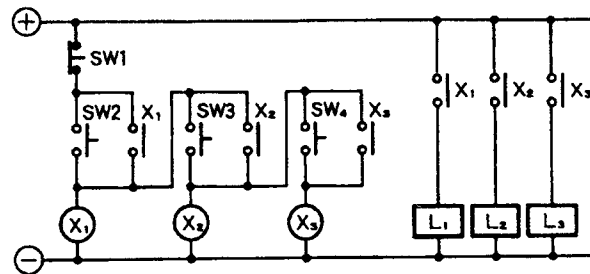 +
SW1
SW2 X₁ SW3 X₂ SW₄ X₃ X₁ X₂ X₃
X₁ X₂ X₃ L₁ L₂ L₃
−